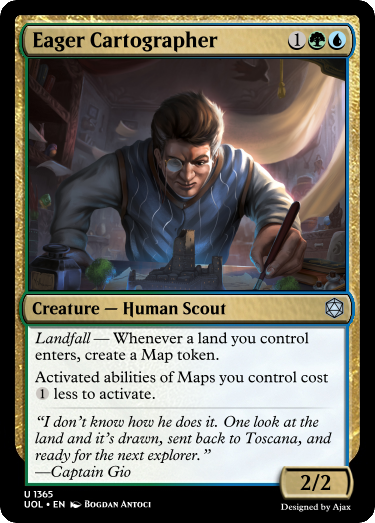 Eager Cartographer 1
Creature — Human Scout
Landfall — Whenever a land you control
enters, create a Map token.
Activated abilities of Maps you control cost
1 less to activate.
“I don’t know how he does it. One look at
the land and it’s drawn, sent back to Toscana, and
ready for the next explorer.”
—Captain Gio
2/2
U 1365
UOL • EN Bogdan Antoci
Designed by Ajax